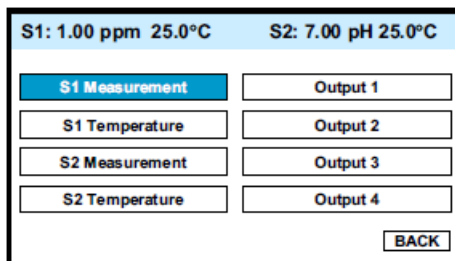 S1: 1.00 ppm 25.0°C S2: 7.00 pH 25.0°C
S1 Measurement Output 1
S1 Temperature Output 2
S2 Measurement Output 3
S2 Temperature Output 4
BACK